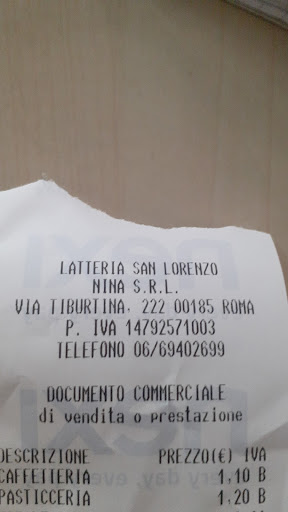 LATTERIA SAN LORENZO
NINA S.R.L.
VIA TIBURTINA, 222 00185 ROMA
P. IVA 14792571003
TELEFONO 06/69402699
DOCUMENTO COMMERCIALE
di vendita o prestazione
DESCRIZIONE PREZZO(€) IVA
CAFFETTERIA 1,10 B
PASTICCERIA 1,20 B